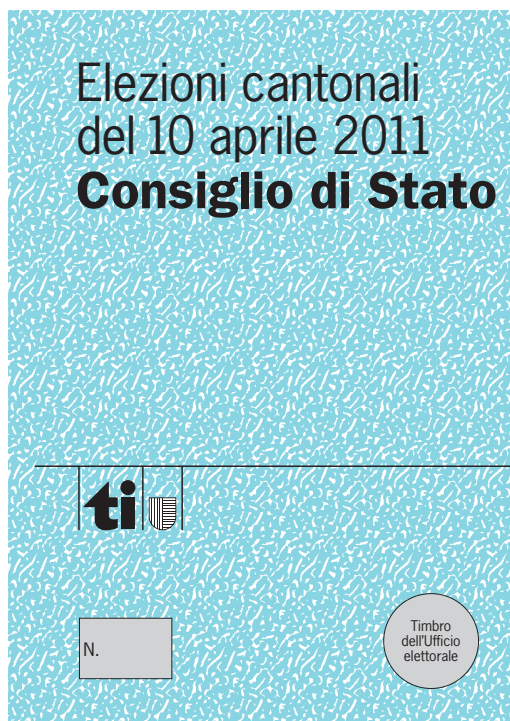 Elezioni cantonali
del 10 aprile 2011
Consiglio di Stato
ti
N.
Timbro
dell'Ufficio
elettorale